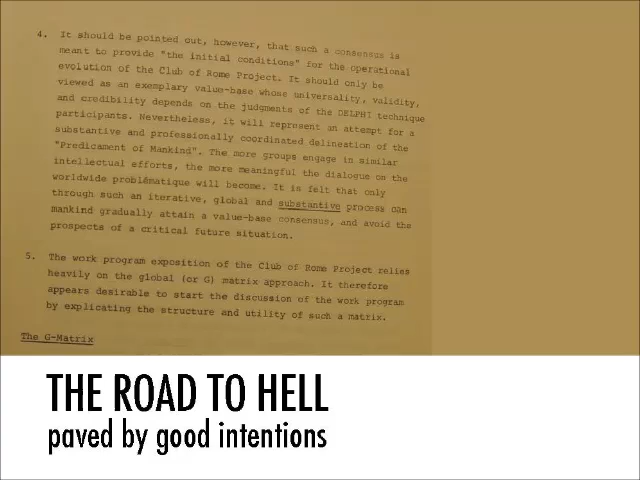 4. It should be pointed out, however, that such a consensus is
meant to provide "the initial conditions" for the operational
evolution of the Club of Rome Project. It should only be
viewed as an exemplary value-base whose universality, validity,
and credibility depends on the judgments of the DELPHI technique
participants. Nevertheless, it will represent an attempt for a
substantive and professionally coordinated delineation of the
"Predicament of Mankind". The more groups engage in similar
intellectual efforts, the more meaningful the dialogue on the
worldwide problématique will become. It is felt that only
through such an iterative, global and substantive process can
mankind gradually attain a value-base consensus, and avoid the
prospects of a critical future situation.
5. The work program exposition of the Club of Rome Project relies
heavily on the global (or G) matrix approach. It therefore
appears desirable to start the discussion of the work program
by explicating the structure and utility of such a matrix.
The G-Matrix
THE ROAD TO HELL
paved by good intentions